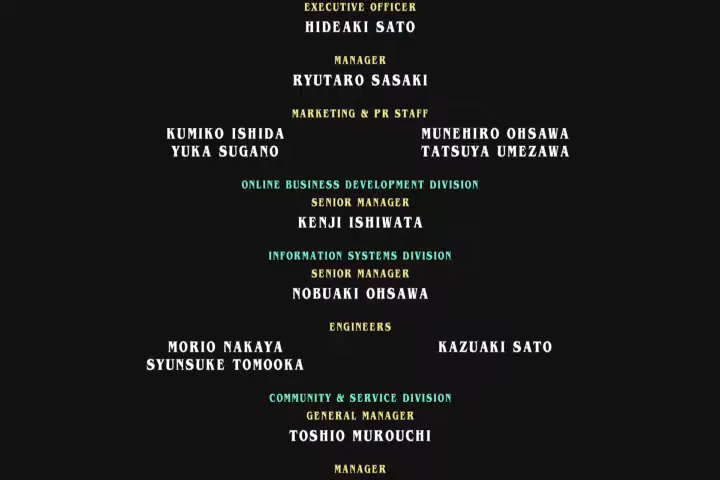 EXECUTIVE OFFICER
HIDEAKI SATO
MANAGER
RYUTARO SASAKI
MARKETING & PR STAFF
KUMIKO ISHIDA MUNEHIRO OHSAWA
YUKA SUGANO TATSUYA UMEZAWA
ONLINE BUSINESS DEVELOPMENT DIVISION
SENIOR MANAGER
KENJI ISHIWATA
INFORMATION SYSTEMS DIVISION
SENIOR MANAGER
NOBUAKI OHSAWA
ENGINEERS
MORIO NAKAYA KAZUAKI SATO
SYUNSUKE TOMOOKA
COMMUNITY & SERVICE DIVISION
GENERAL MANAGER
TOSHIO MUROUCHI
MANAGER